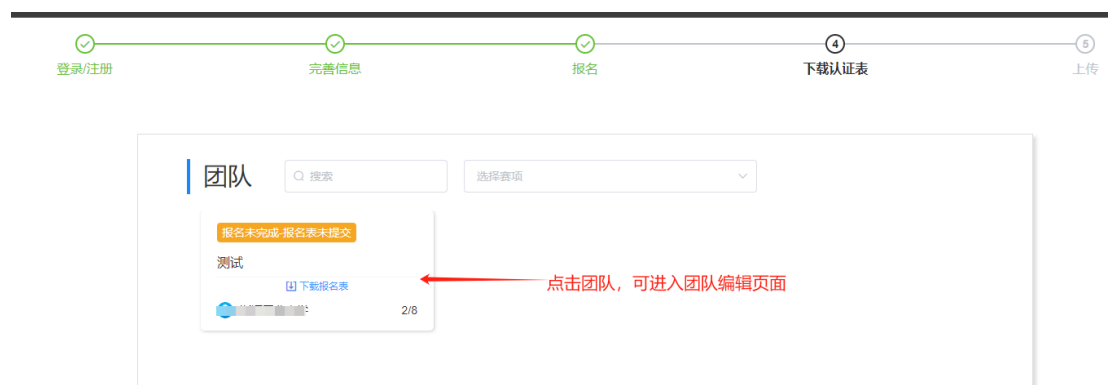 4
5
登录/注册
完善信息
报名
下载认证表
上传
团队
搜索
选择赛项
报名未完成-报名表未提交
测试
下载报名表
点击团队，可进入团队编辑页面
2/8